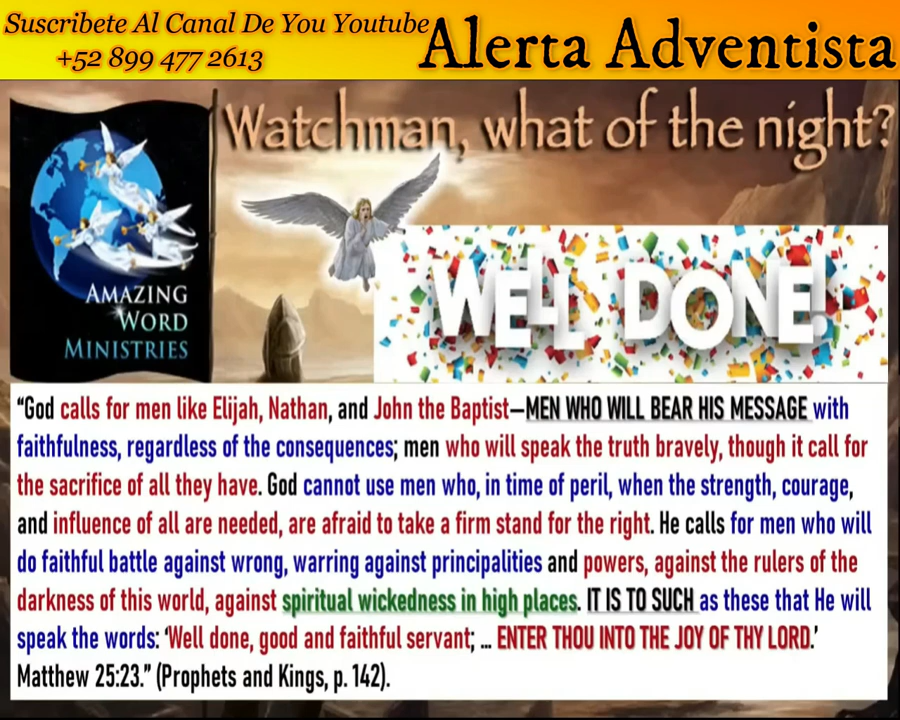 Suscribete Al Canal De You Youtube
+52 899 477 2613
Alerta Adventista
Watchman, what of the night?
AMAZING
WORD
MINISTRIES
WELL DONE!
“God calls for men like Elijah, Nathan, and John the Baptist—MEN WHO WILL BEAR HIS MESSAGE with
faithfulness, regardless of the consequences; men who will speak the truth bravely, though it call for
the sacrifice of all they have. God cannot use men who, in time of peril, when the strength, courage,
and influence of all are needed, are afraid to take a firm stand for the right. He calls for men who will
do faithful battle against wrong, warring against principalities and powers, against the rulers of the
darkness of this world, against spiritual wickedness in high places. IT IS TO SUCH as these that He will
speak the words: ‘Well done, good and faithful servant; ... ENTER THOU INTO THE JOY OF THY LORD.’
Matthew 25:23.” (Prophets and Kings, p. 142).